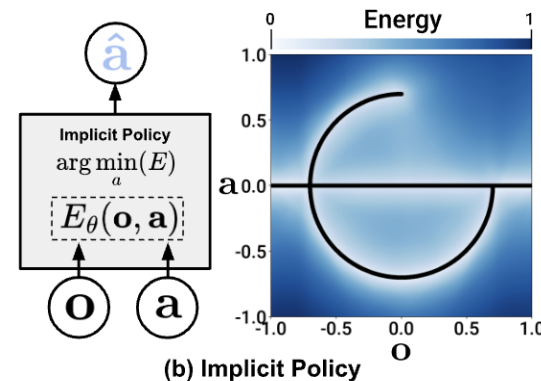 â
Implicit Policy
arg min (E)
a
E_θ(o, a)
o a
0 Energy 1
1.0
0.5
a 0.0
-0.5
-1.0
-1.0 -0.5 0.0 0.5 1.0
o
(b) Implicit Policy